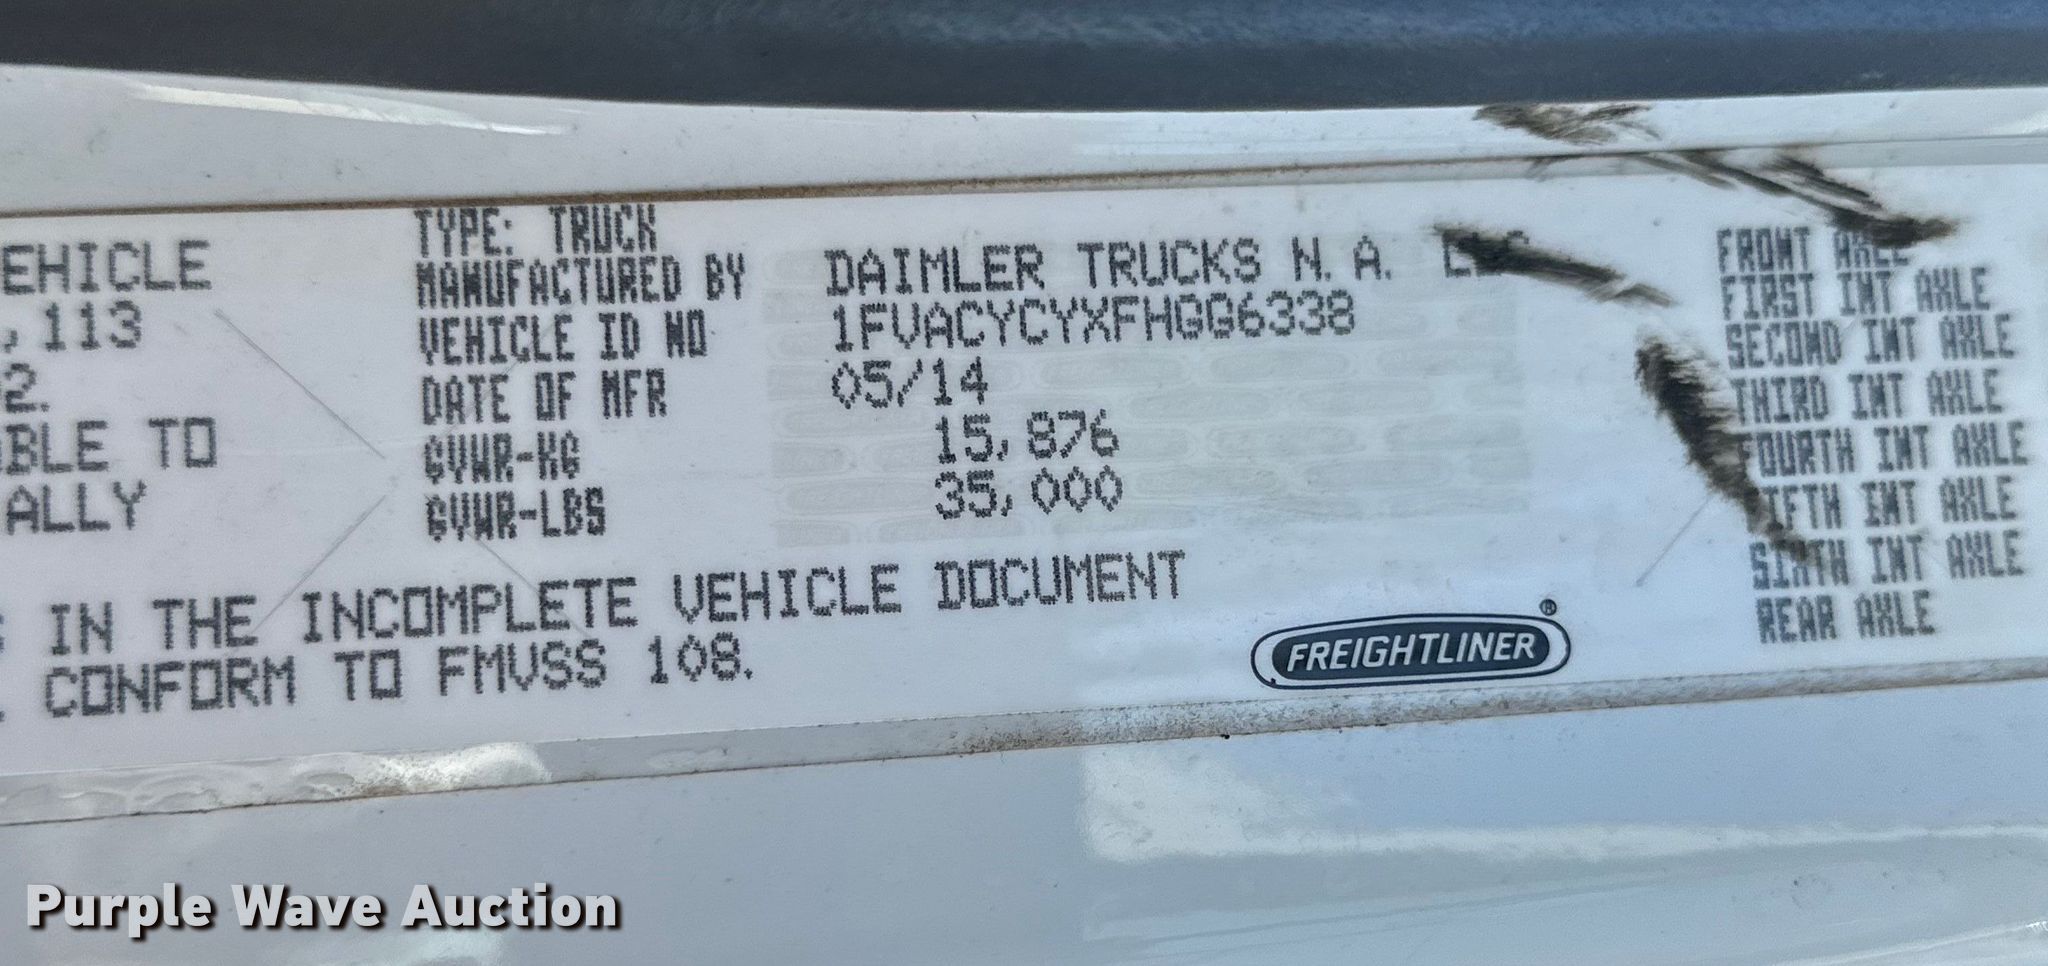 EHICLE
,113
2.
BLE TO
ALLY
IN THE INCOMPLETE VEHICLE DOCUMENT
CONFORM TO FMVSS 108.
TYPE: TRUCK
MANUFACTURED BY DAIMLER TRUCKS N.A.
VEHICLE ID NO 1FVACYCYXFHGG6338
DATE OF MFR 05/14
GVWR-KG 15,876
GVWR-LBS 35,000
FREIGHTLINER®
FRONT AXLE
FIRST INT AXLE
SECOND INT AXLE
THIRD INT AXLE
FOURTH INT AXLE
FIFTH INT AXLE
SIXTH INT AXLE
REAR AXLE
Purple Wave Auction